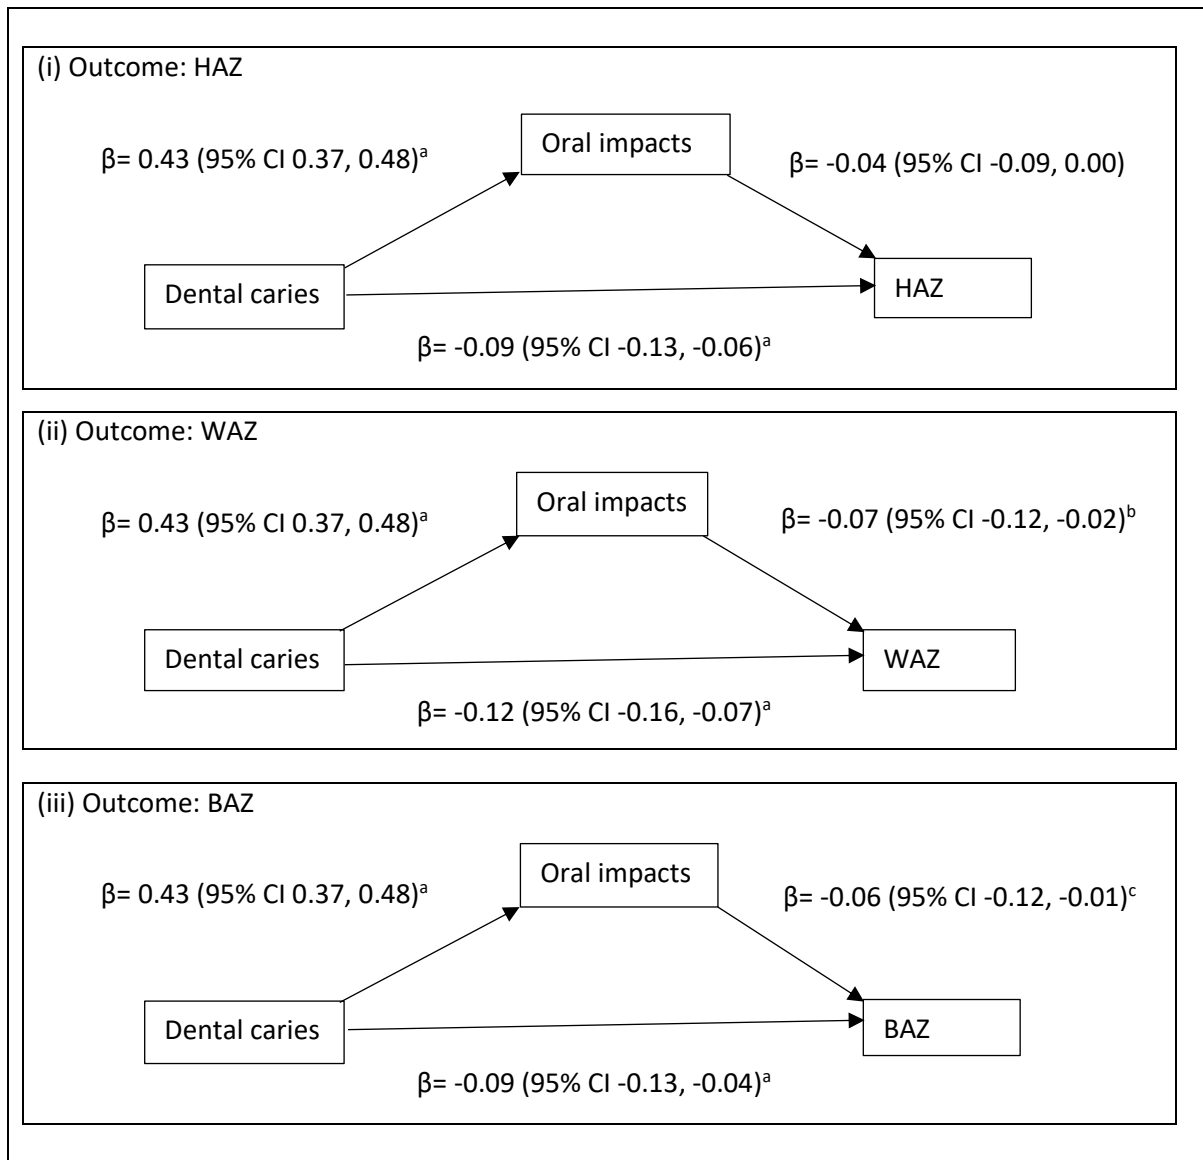 (i) Outcome: HAZ
Oral impacts
β= 0.43 (95% CI 0.37, 0.48)ᵃ
β= -0.04 (95% CI -0.09, 0.00)
Dental caries
HAZ
β= -0.09 (95% CI -0.13, -0.06)ᵃ
(ii) Outcome: WAZ
Oral impacts
β= 0.43 (95% CI 0.37, 0.48)ᵃ
β= -0.07 (95% CI -0.12, -0.02)ᵇ
Dental caries
WAZ
β= -0.12 (95% CI -0.16, -0.07)ᵃ
(iii) Outcome: BAZ
Oral impacts
β= 0.43 (95% CI 0.37, 0.48)ᵃ
β= -0.06 (95% CI -0.12, -0.01)ᶜ
Dental caries
BAZ
β= -0.09 (95% CI -0.13, -0.04)ᵃ